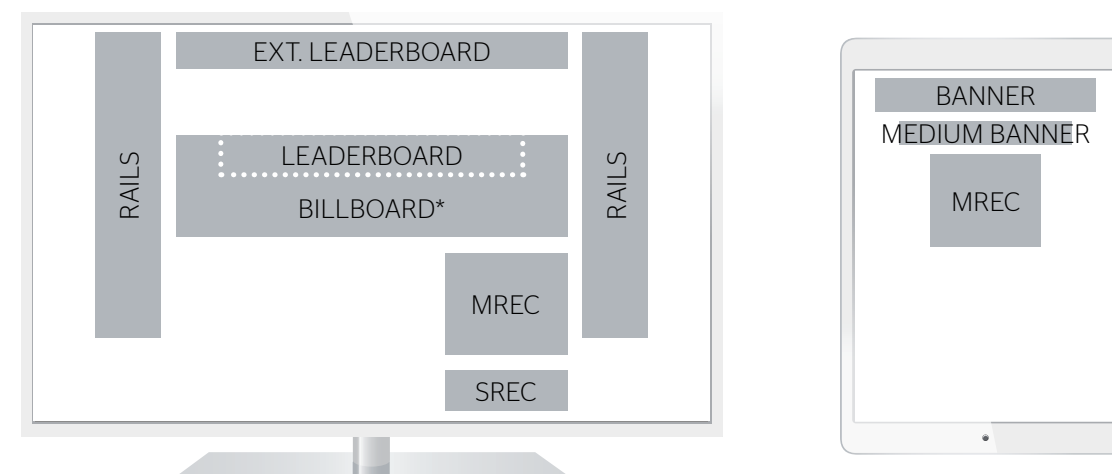 EXT. LEADERBOARD
RAILS
LEADERBOARD
BILLBOARD*
RAILS
MREC
SREC
BANNER
MEDIUM BANNER
MREC